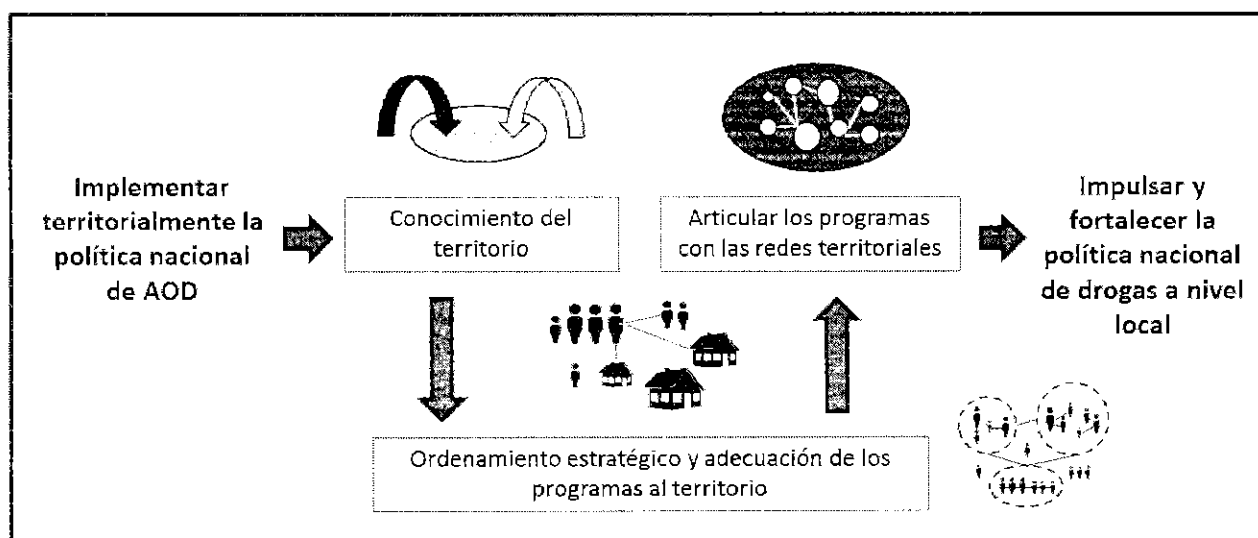 Implementar
territorialmente la
política nacional
de AOD
Conocimiento del
territorio
Articular los programas
con las redes territoriales
Impulsar y
fortalecer la
política nacional
de drogas a nivel
local
Ordenamiento estratégico y adecuación de los
programas al territorio